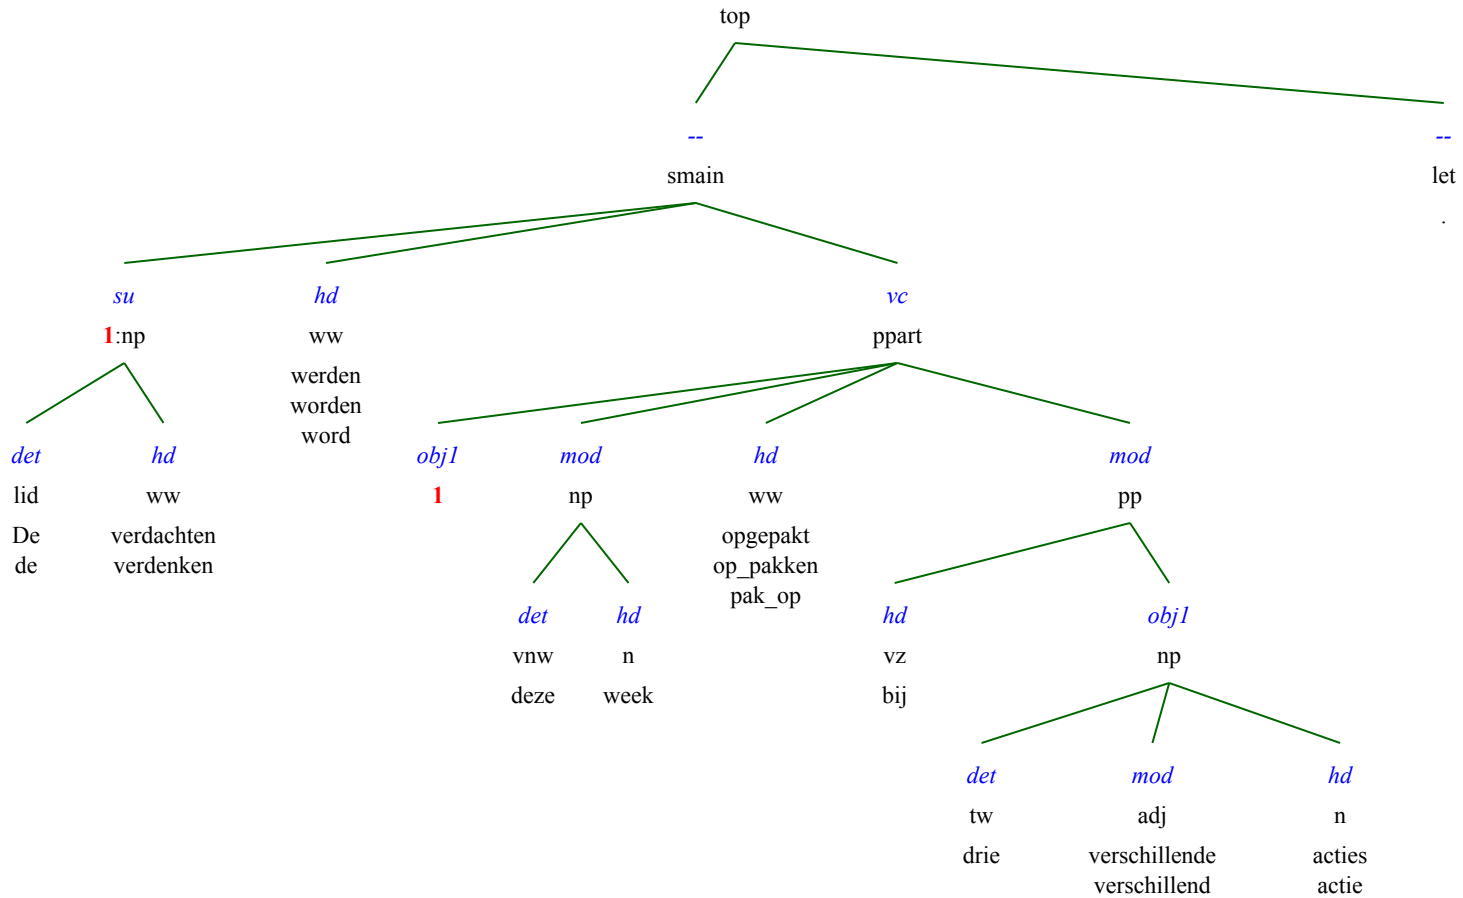 top
-- --
smain let
.
su hd vc
1:np ww ppart
werden
worden
word
det hd obj1 mod hd mod
lid ww 1 np ww pp
De verdachten opgepakt
de verdenken op_pakken
pak_op
det hd hd obj1
vnw n vz np
deze week bij
det mod hd
tw adj n
drie verschillende acties
verschillend actie